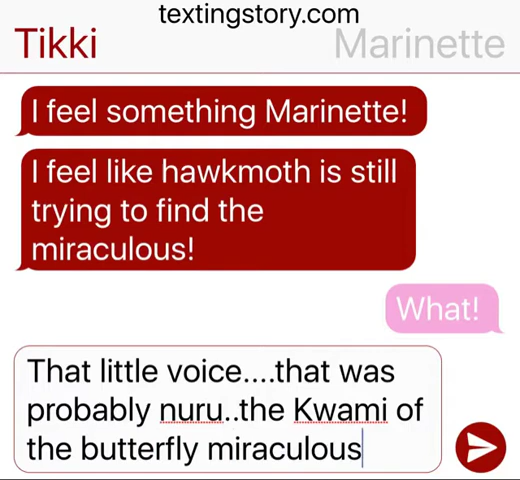 textingstory.com
Tikki Marinette
I feel something Marinette!
I feel like hawkmoth is still
trying to find the
miraculous!
What!
That little voice....that was
probably nuru..the Kwami of
the butterfly miraculous